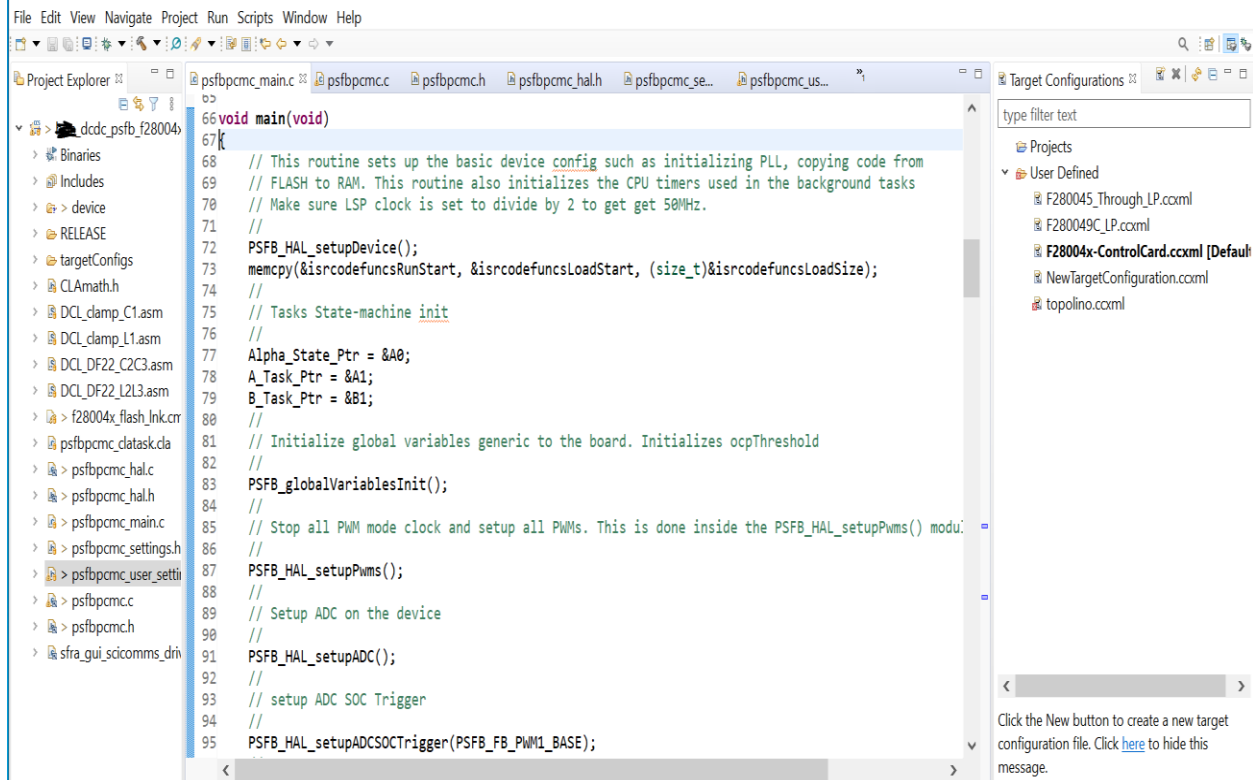 File Edit View Navigate Project Run Scripts Window Help
Project Explorer
_dcdc_psfb_f28004x
Binaries
Includes
> device
RELEASE
targetConfigs
CLAmath.h
DCL_clamp_C1.asm
DCL_clamp_L1.asm
DCL_DF22_C2C3.asm
DCL_DF22_L2L3.asm
> f28004x_flash_lnk.cm
psfbpcmc_clatask.cla
> psfbpcmc_hal.c
> psfbpcmc_hal.h
> psfbpcmc_main.c
> psfbpcmc_settings.h
> psfbpcmc_user_settin
> psfbpcmc.c
> psfbpcmc.h
sfra_gui_scicomms_driv
psfbpcmc_main.c psfbpcmc.c psfbpcmc.h psfbpcmc_hal.h psfbpcmc_se... psfbpcmc_us... »1
65
66 void main(void)
67 {
68 // This routine sets up the basic device config such as initializing PLL, copying code from
69 // FLASH to RAM. This routine also initializes the CPU timers used in the background tasks
70 // Make sure LSP clock is set to divide by 2 to get get 50MHz.
71 //
72 PSFB_HAL_setupDevice();
73 memcpy(&isrcodefuncsRunStart, &isrcodefuncsLoadStart, (size_t)&isrcodefuncsLoadSize);
74 //
75 // Tasks State-machine init
76 //
77 Alpha_State_Ptr = &A0;
78 A_Task_Ptr = &A1;
79 B_Task_Ptr = &B1;
80 //
81 // Initialize global variables generic to the board. Initializes ocpThreshold
82 //
83 PSFB_globalVariablesInit();
84 //
85 // Stop all PWM mode clock and setup all PWMs. This is done inside the PSFB_HAL_setupPwms() modul
86 //
87 PSFB_HAL_setupPwms();
88 //
89 // Setup ADC on the device
90 //
91 PSFB_HAL_setupADC();
92 //
93 // setup ADC SOC Trigger
94 //
95 PSFB_HAL_setupADCSOCTrigger(PSFB_FB_PWM1_BASE);
Target Configurations
type filter text
Projects
User Defined
F280045_Through_LP.ccxml
F280049C_LP.ccxml
F28004x-ControlCard.ccxml [Default
NewTargetConfiguration.ccxml
topolino.ccxml
Click the New button to create a new target
configuration file. Click here to hide this
message.